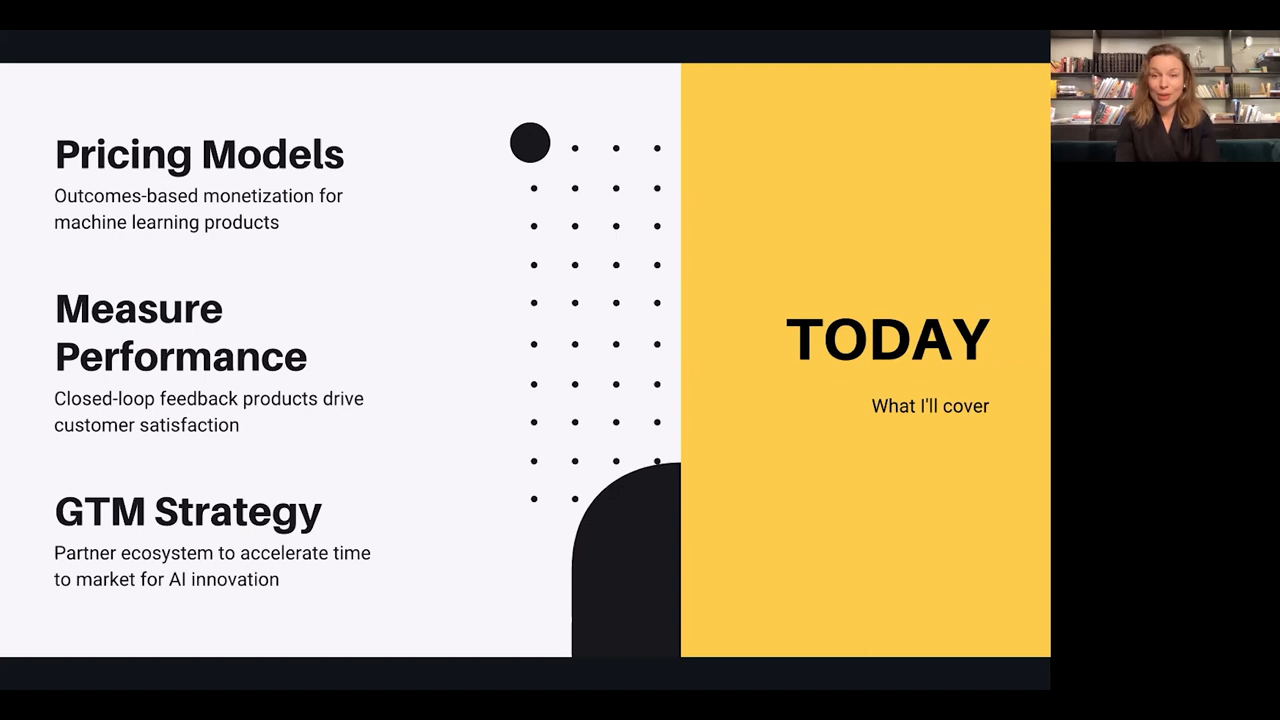 Pricing Models
Outcomes-based monetization for
machine learning products
Measure
Performance
Closed-loop feedback products drive
customer satisfaction
GTM Strategy
Partner ecosystem to accelerate time
to market for AI innovation
TODAY
What I'll cover